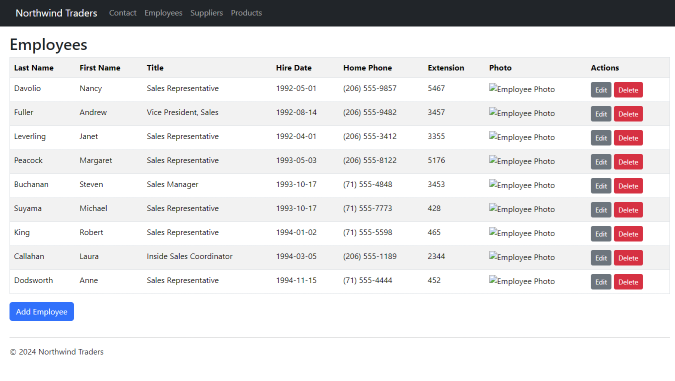 Northwind Traders Contact Employees Suppliers Products
Employees
Last Name First Name Title Hire Date Home Phone Extension Photo Actions
Davolio Nancy Sales Representative 1992-05-01 (206) 555-9857 5467 Employee Photo Edit Delete
Fuller Andrew Vice President, Sales 1992-08-14 (206) 555-9482 3457 Employee Photo Edit Delete
Leverling Janet Sales Representative 1992-04-01 (206) 555-3412 3355 Employee Photo Edit Delete
Peacock Margaret Sales Representative 1993-05-03 (206) 555-8122 5176 Employee Photo Edit Delete
Buchanan Steven Sales Manager 1993-10-17 (71) 555-4848 3453 Employee Photo Edit Delete
Suyama Michael Sales Representative 1993-10-17 (71) 555-7773 428 Employee Photo Edit Delete
King Robert Sales Representative 1994-01-02 (71) 555-5598 465 Employee Photo Edit Delete
Callahan Laura Inside Sales Coordinator 1994-03-05 (206) 555-1189 2344 Employee Photo Edit Delete
Dodsworth Anne Sales Representative 1994-11-15 (71) 555-4444 452 Employee Photo Edit Delete
Add Employee
© 2024 Northwind Traders